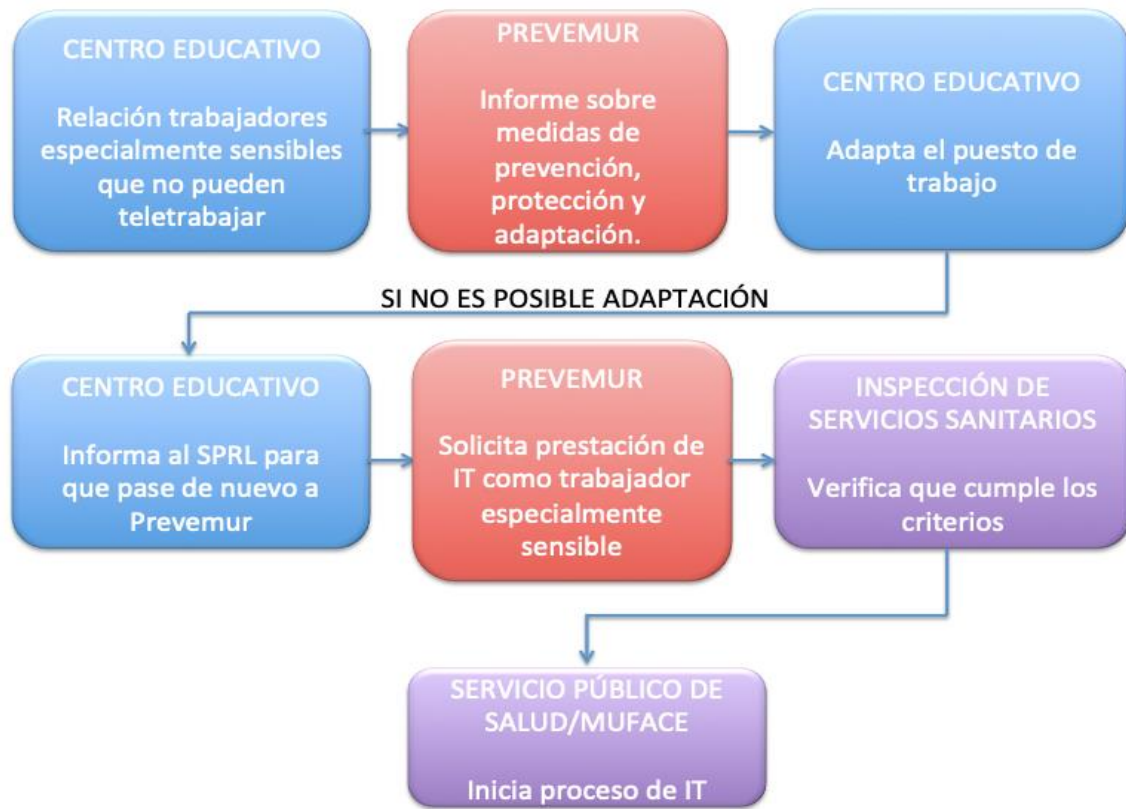 CENTRO EDUCATIVO
Relación trabajadores
especialmente sensibles
que no pueden
teletrabajar
PREVEMUR
Informe sobre
medidas de
prevención,
protección y
adaptación.
CENTRO EDUCATIVO
Adapta el puesto de
trabajo
SI NO ES POSIBLE ADAPTACIÓN
CENTRO EDUCATIVO
Informa al SPRL para
que pase de nuevo a
Prevemur
PREVEMUR
Solicita prestación de
IT como trabajador
especialmente
sensible
INSPECCIÓN DE
SERVICIOS SANITARIOS
Verifica que cumple los
criterios
SERVICIO PÚBLICO DE
SALUD/MUFACE
Inicia proceso de IT